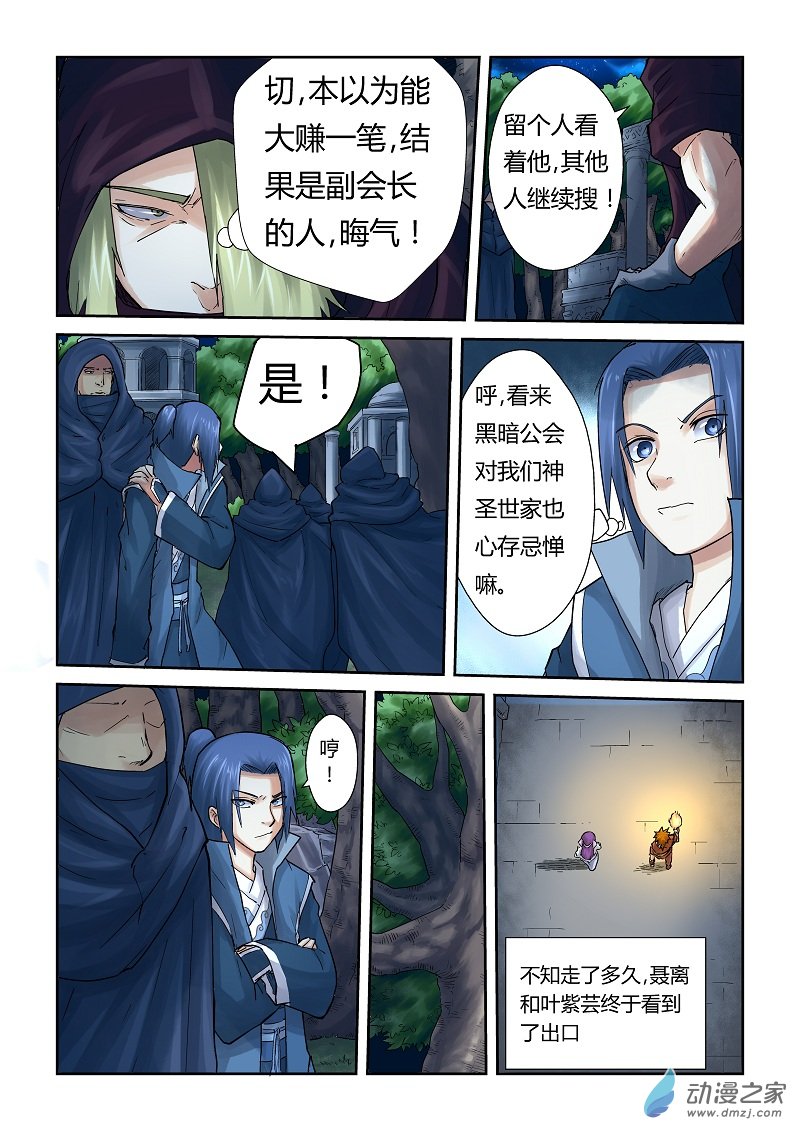 切,本以为能
大赚一笔,结
果是副会长
的人,晦气！
留个人看
着他,其他
人继续搜！
是！
呼,看来
黑暗公会
对我们神
圣世家也
心存忌惮
嘛。
哼
！
不知走了多久,聂离
和叶紫芸终于看到
了出口
动漫之家
www.dmzj.com